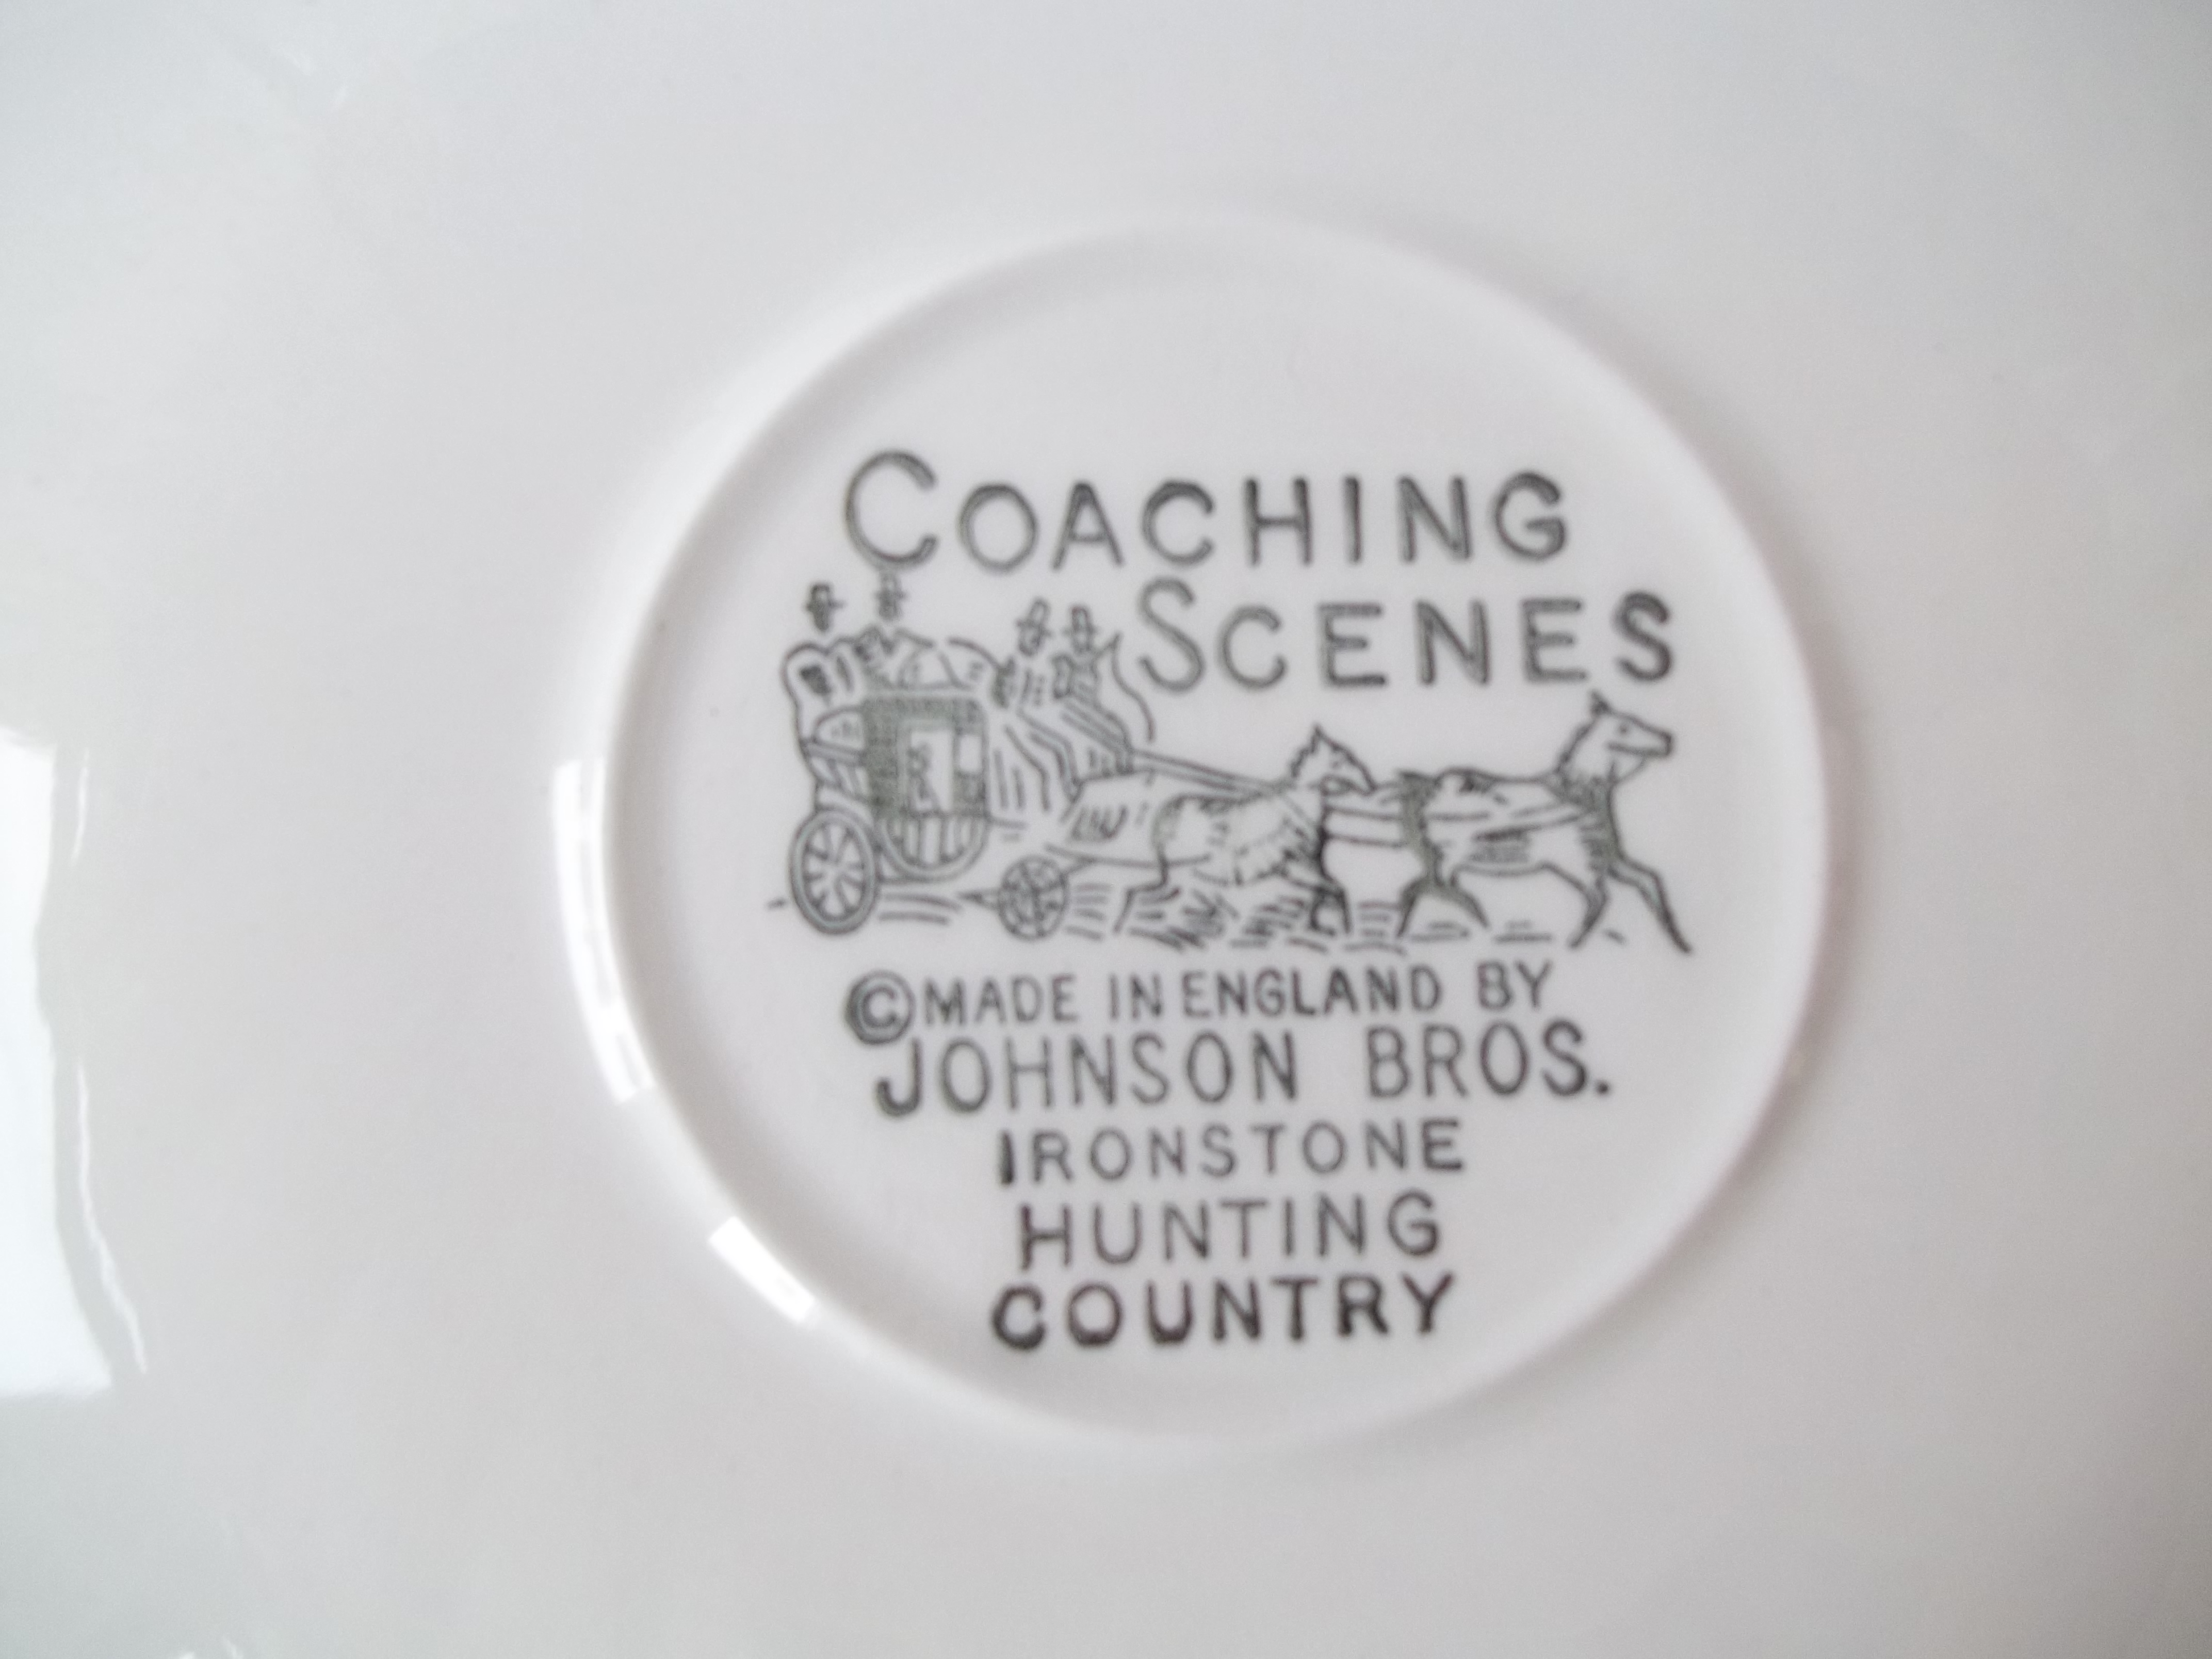 COACHING
SCENES
©MADE IN ENGLAND BY
JOHNSON BROS.
IRONSTONE
HUNTING
COUNTRY